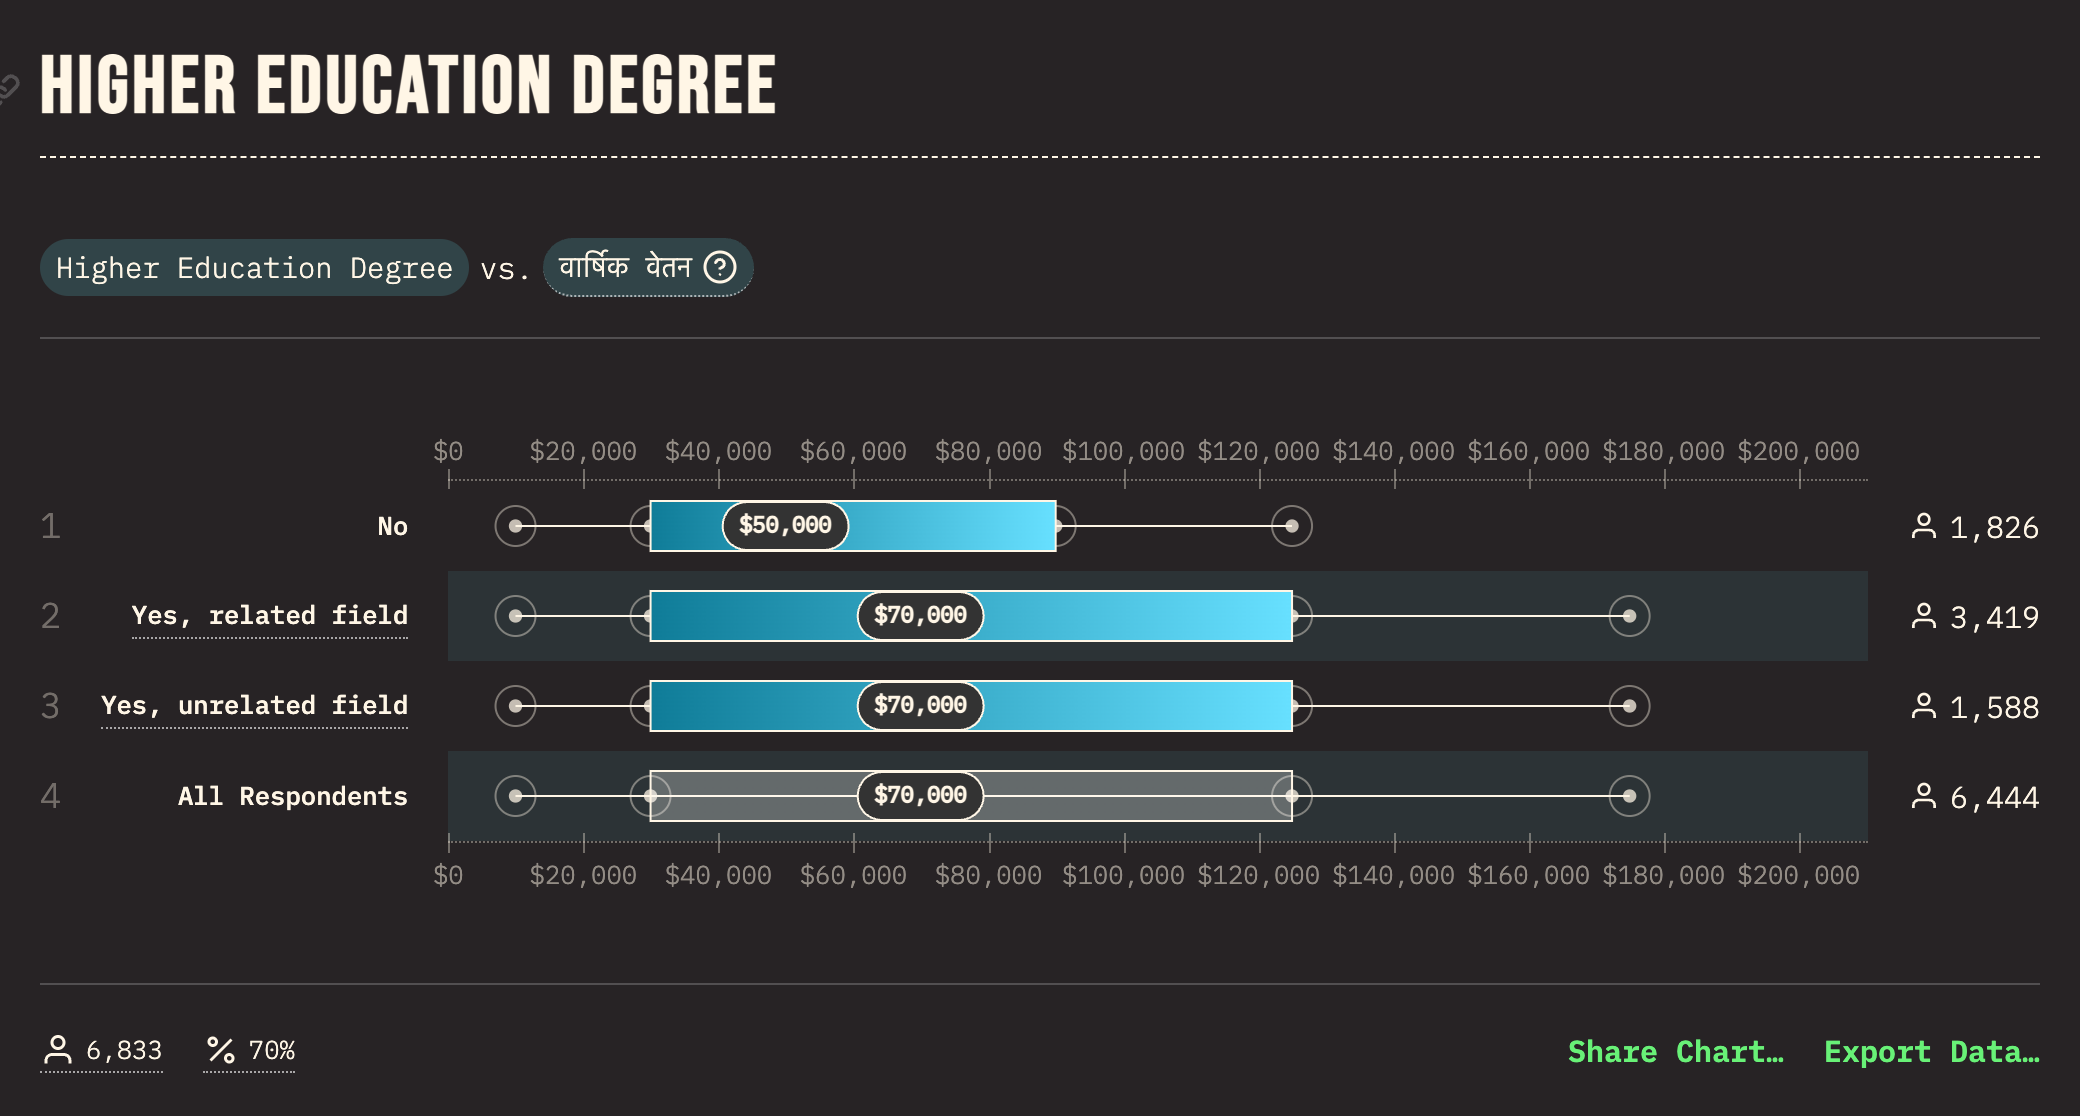 HIGHER EDUCATION DEGREE
Higher Education Degree vs. वार्षिक वेतन ?
$0 $20,000 $40,000 $60,000 $80,000 $100,000 $120,000 $140,000 $160,000 $180,000 $200,000
1 No $50,000 1,826
2 Yes, related field $70,000 3,419
3 Yes, unrelated field $70,000 1,588
4 All Respondents $70,000 6,444
$0 $20,000 $40,000 $60,000 $80,000 $100,000 $120,000 $140,000 $160,000 $180,000 $200,000
6,833 % 70% Share Chart… Export Data…